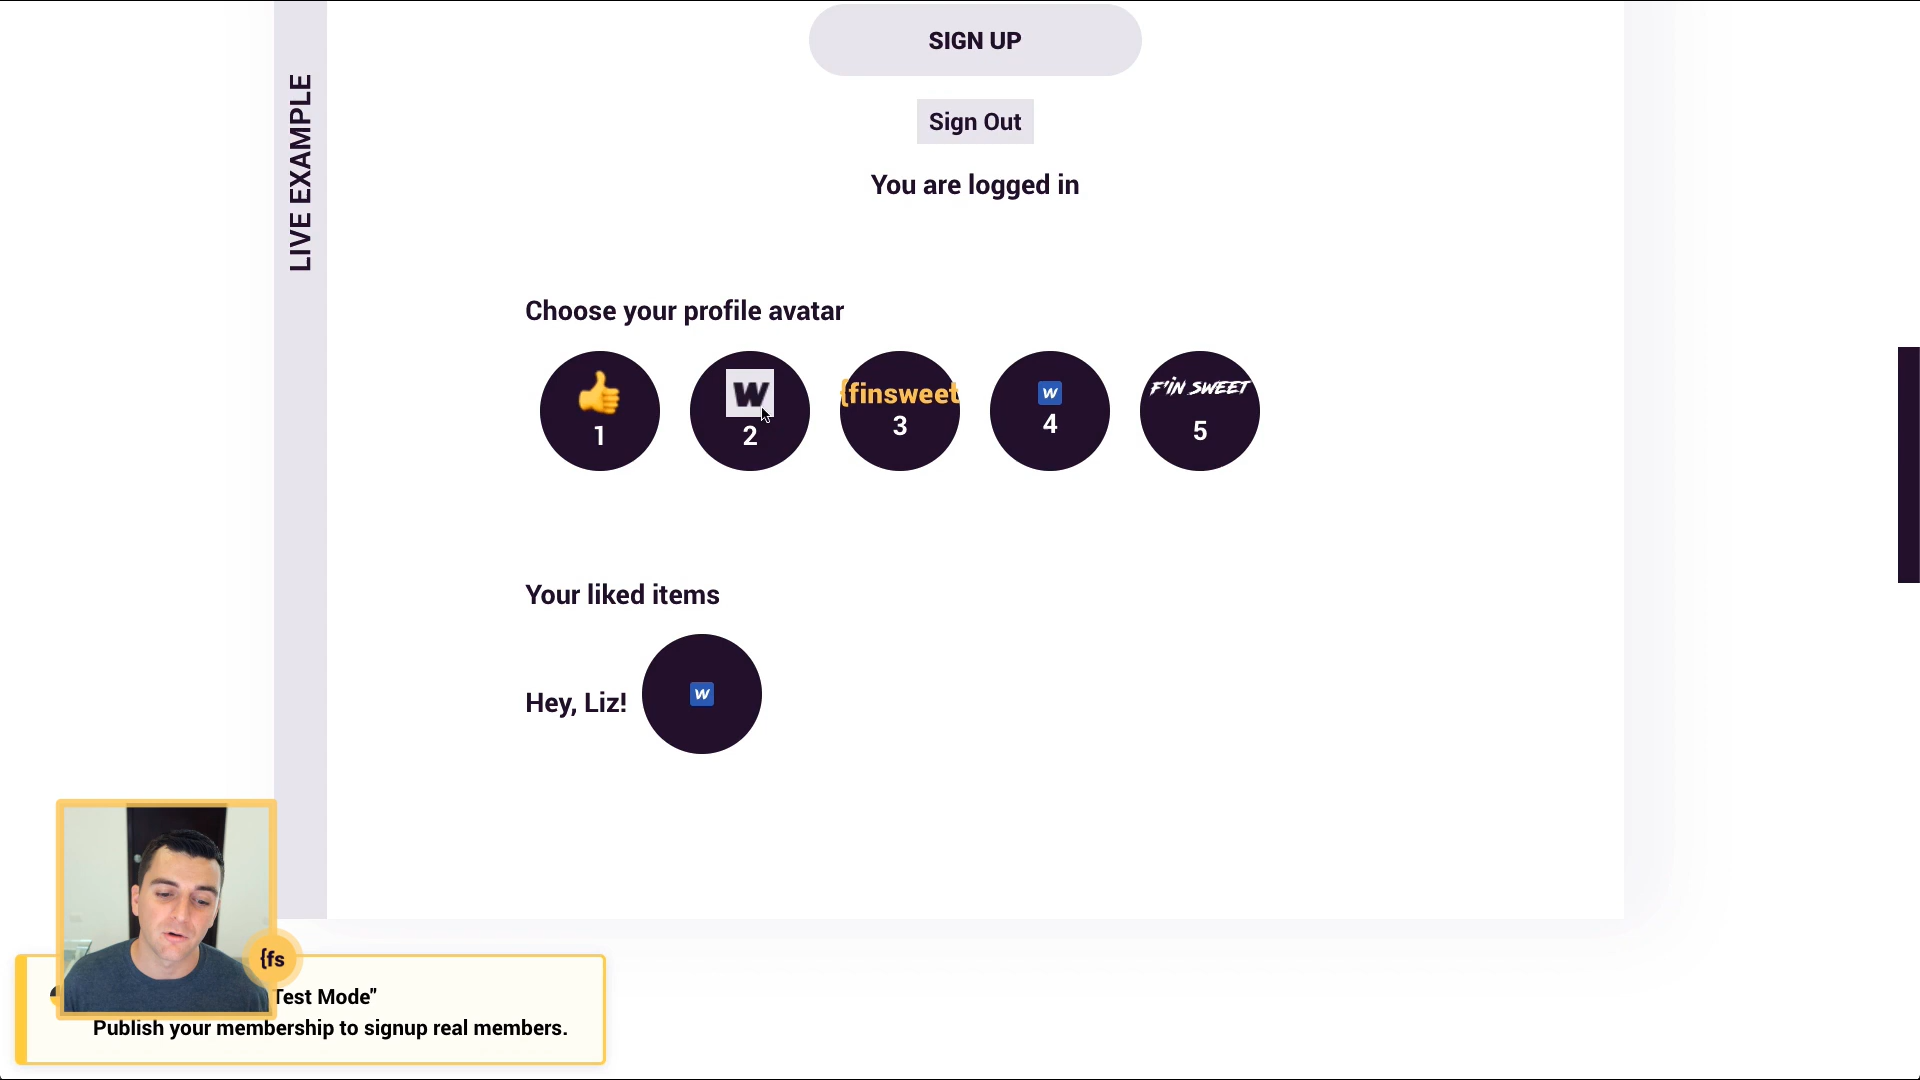 SIGN UP
Sign Out
You are logged in
LIVE EXAMPLE
Choose your profile avatar
1
W
2
{finsweet
3
W
4
F'IN SWEET
5
Your liked items
Hey, Liz!
W
{fs
Test Mode"
Publish your membership to signup real members.